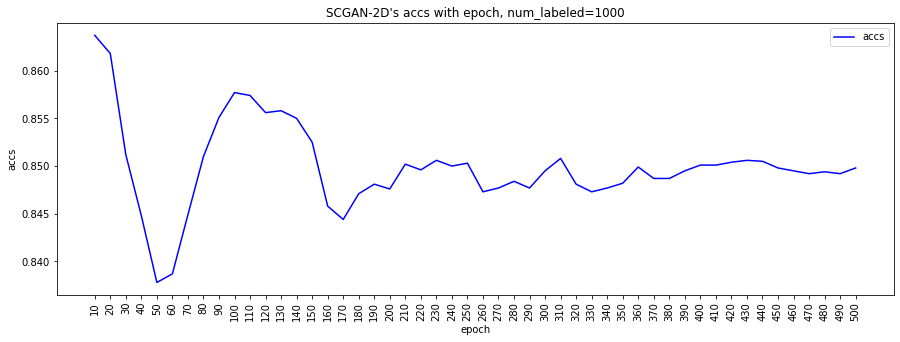 SCGAN-2D's accs with epoch, num_labeled=1000
accs
0.860
0.855
0.850
0.845
0.840
accs
10 20 30 40 50 60 70 80 90 100 110 120 130 140 150 160 170 180 190 200 210 220 230 240 250 260 270 280 290 300 310 320 330 340 350 360 370 380 390 400 410 420 430 440 450 460 470 480 490 500
epoch